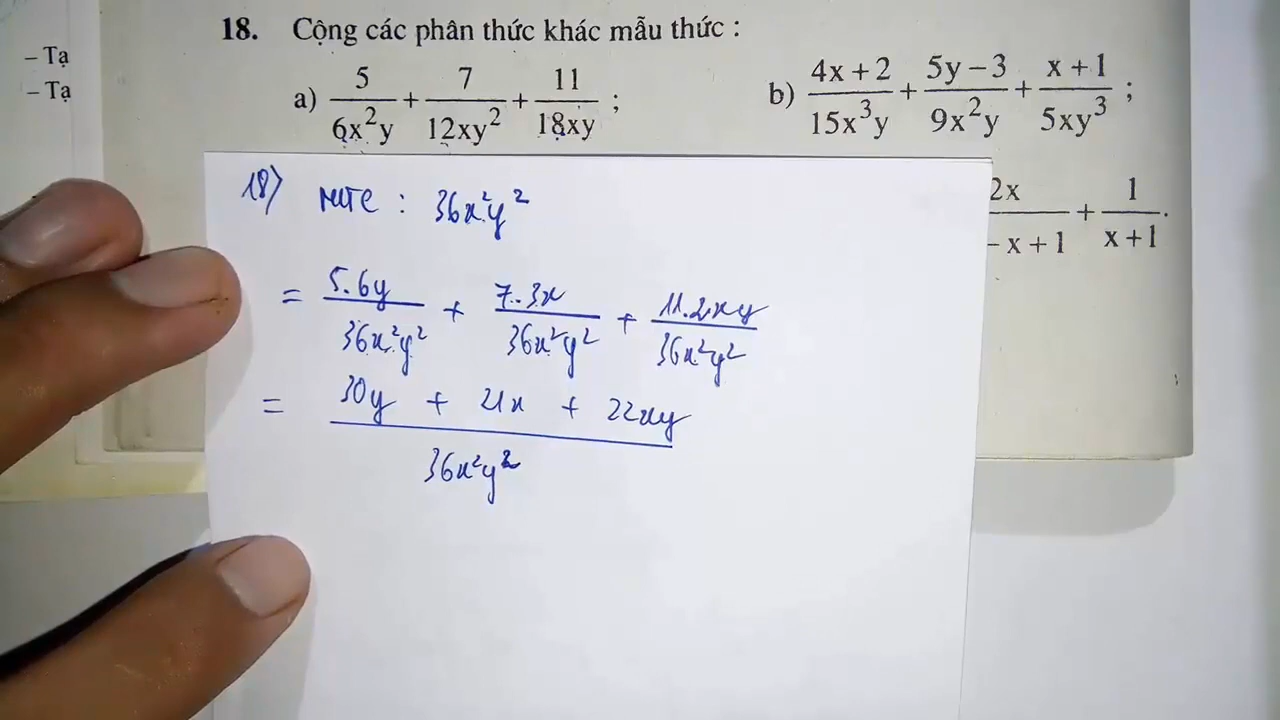 – Tạ
– Tạ
18. Cộng các phân thức khác mẫu thức :
a) 5/(6x²y) + 7/(12xy²) + 11/(18xy) ;
b) (4x + 2)/(15x³y) + (5y – 3)/(9x²y) + (x + 1)/(5xy³) ;
2x/(– x + 1) + 1/(x + 1).
18) MTC : 36x²y²
= 5.6y/(36x²y²) + 7.3x/(36x²y²) + 11.2xy/(36x²y²)
= (30y + 21x + 22xy)/(36x²y²)